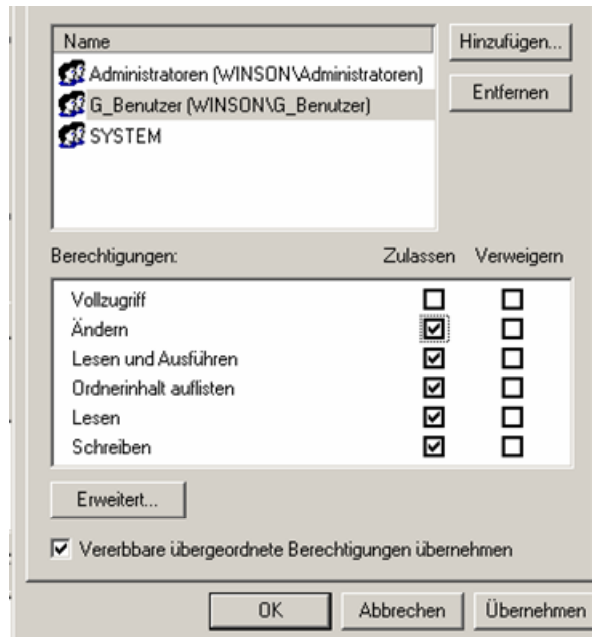 Name
Hinzufügen...
Administratoren (WINSON\Administratoren)
G_Benutzer (WINSON\G_Benutzer)
Entfernen
SYSTEM
Berechtigungen: Zulassen Verweigern
Vollzugriff
Ändern
Lesen und Ausführen
Ordnerinhalt auflisten
Lesen
Schreiben
Erweitert...
Vererbbare übergeordnete Berechtigungen übernehmen
OK Abbrechen Übernehmen